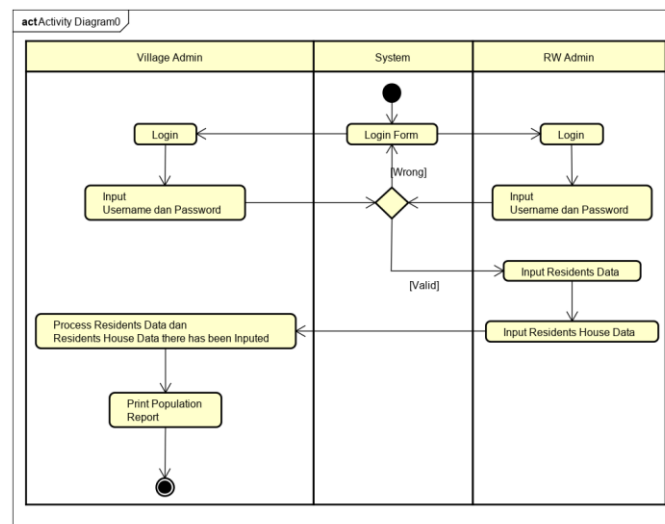 act Activity Diagram0
Village Admin
System
RW Admin
Login
Login Form
Login
[Wrong]
Input
Username dan Password
Input
Username dan Password
[Valid]
Input Residents Data
Process Residents Data dan
Residents House Data there has been Inputed
Input Residents House Data
Print Population
Report